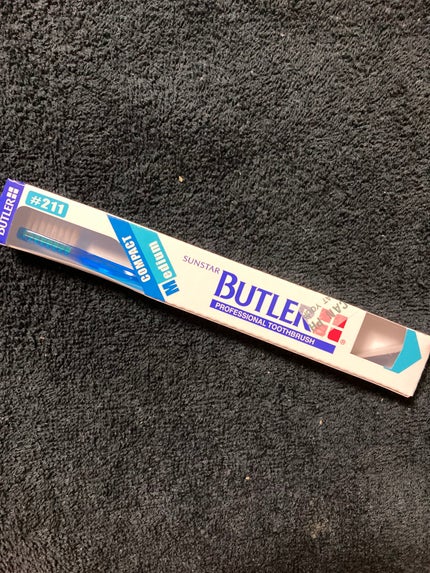 BUTLER
#211
COMPACT
Medium
SUNSTAR
BUTLER
PROFESSIONAL TOOTHBRUSH